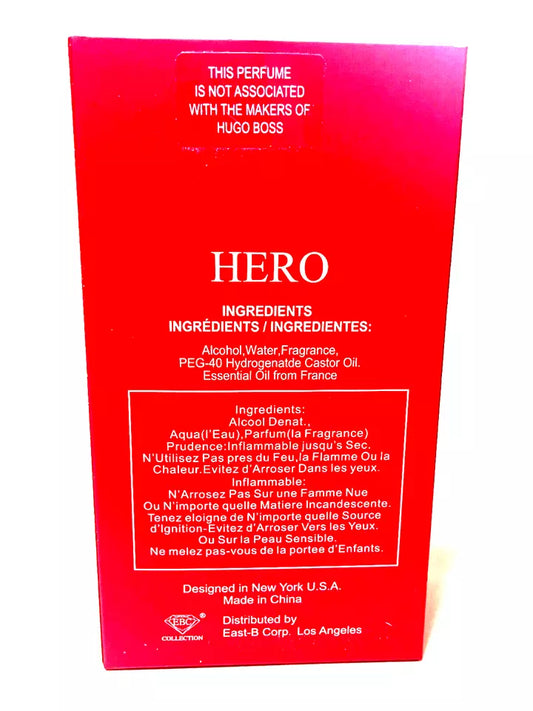 THIS PERFUME
IS NOT ASSOCIATED
WITH THE MAKERS OF
HUGO BOSS
HERO
INGREDIENTS
INGRÉDIENTS / INGREDIENTES:
Alcohol,Water,Fragrance,
PEG-40 Hydrogenatde Castor Oil.
Essential Oil from France
Ingredients:
Alcool Denat.,
Aqua(l'Eau),Parfum(la Fragrance)
Prudence:Inflammable jusqu's Sec.
N'Utilisez Pas pres du Feu,la Flamme Ou la
Chaleur.Evitez d'Arroser Dans les yeux.
Inflammable:
N'Arrosez Pas Sur une Famme Nue
Ou N'importe quelle Matiere Incandescente.
Tenez eloigne de N'importe quelle Source
d'Ignition-Evitez d'Arroser Vers les Yeux.
Ou Sur la Peau Sensible.
Ne melez pas-vous de la portee d'Enfants.
Designed in New York U.S.A.
Made in China
EBC®
COLLECTION
Distributed by
East-B Corp. Los Angeles